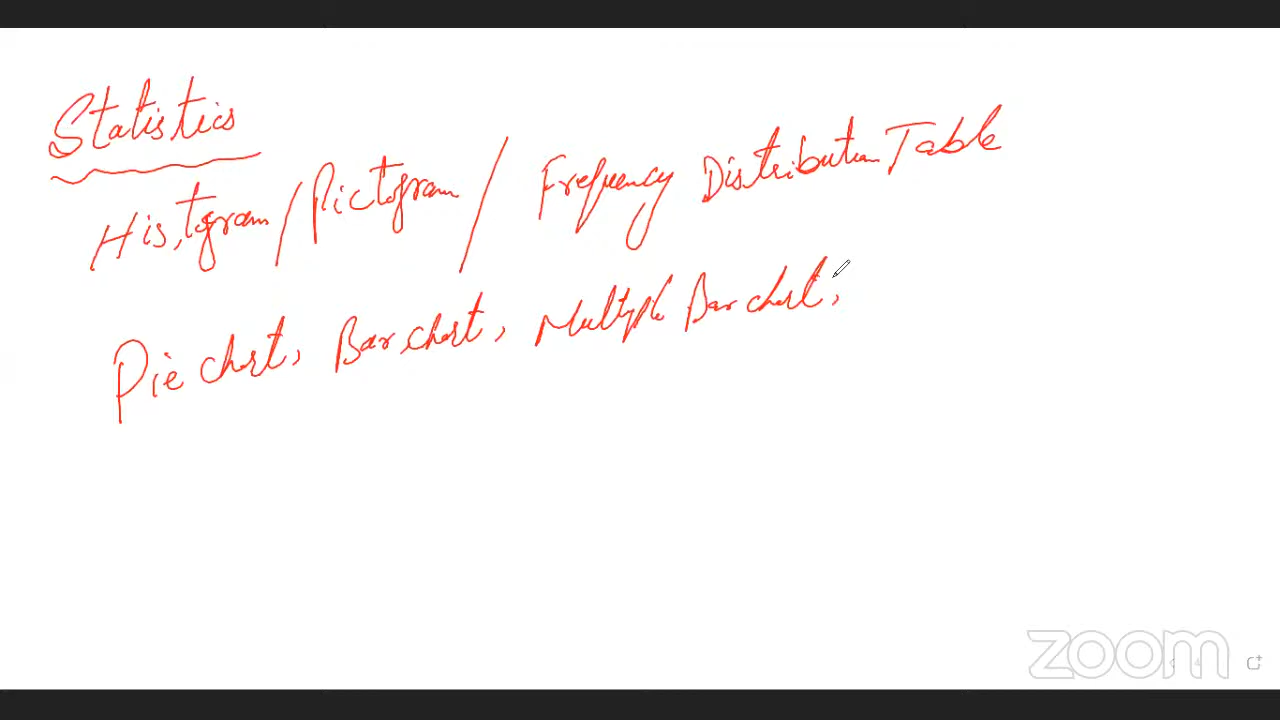 Statistics
Histogram / Pictogram / Frequency Distribution Table
Pie chart, Bar chart, Multiple Bar chart,
zoom